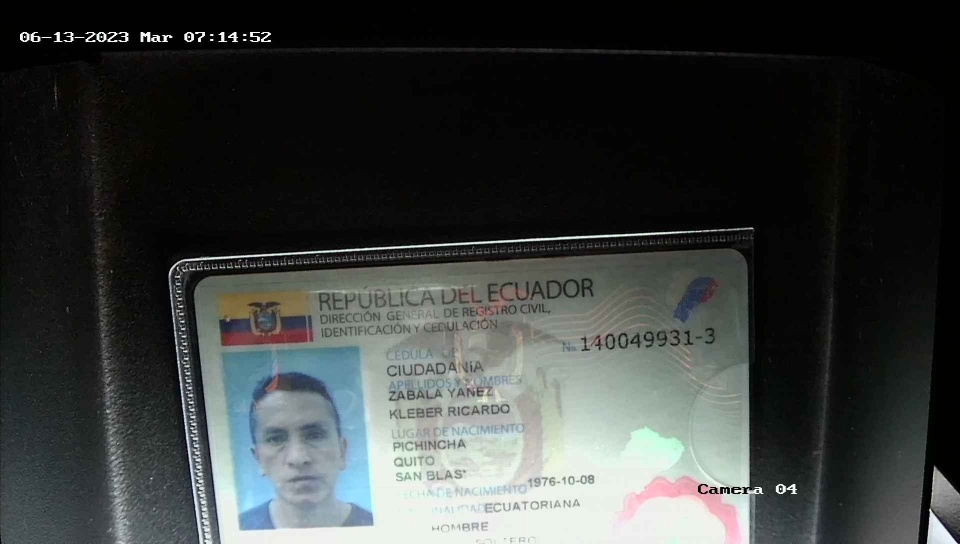 06-13-2023 Mar 07:14:52
REPÚBLICA DEL ECUADOR
DIRECCIÓN GENERAL DE REGISTRO CIVIL,
IDENTIFICACIÓN Y CEDULACIÓN
No. 140049931-3
CÉDULA DE
CIUDADANÍA
APELLIDOS Y NOMBRES
ZABALA YANEZ
KLEBER RICARDO
LUGAR DE NACIMIENTO
PICHINCHA
QUITO
SAN BLAS
FECHA DE NACIMIENTO 1976-10-08
ECUATORIANA
HOMBRE
SOLTERO
Camera 04